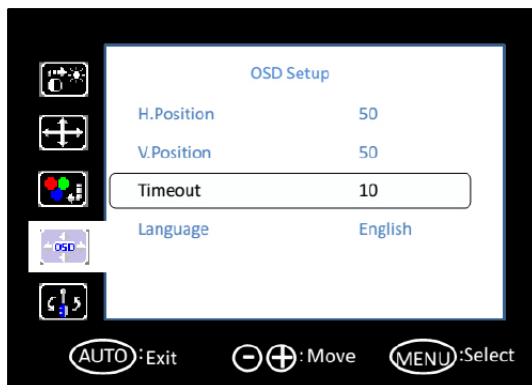 OSD Setup
H.Position 50
V.Position 50
Timeout 10
Language English
OSD
AUTO:Exit - + : Move MENU:Select